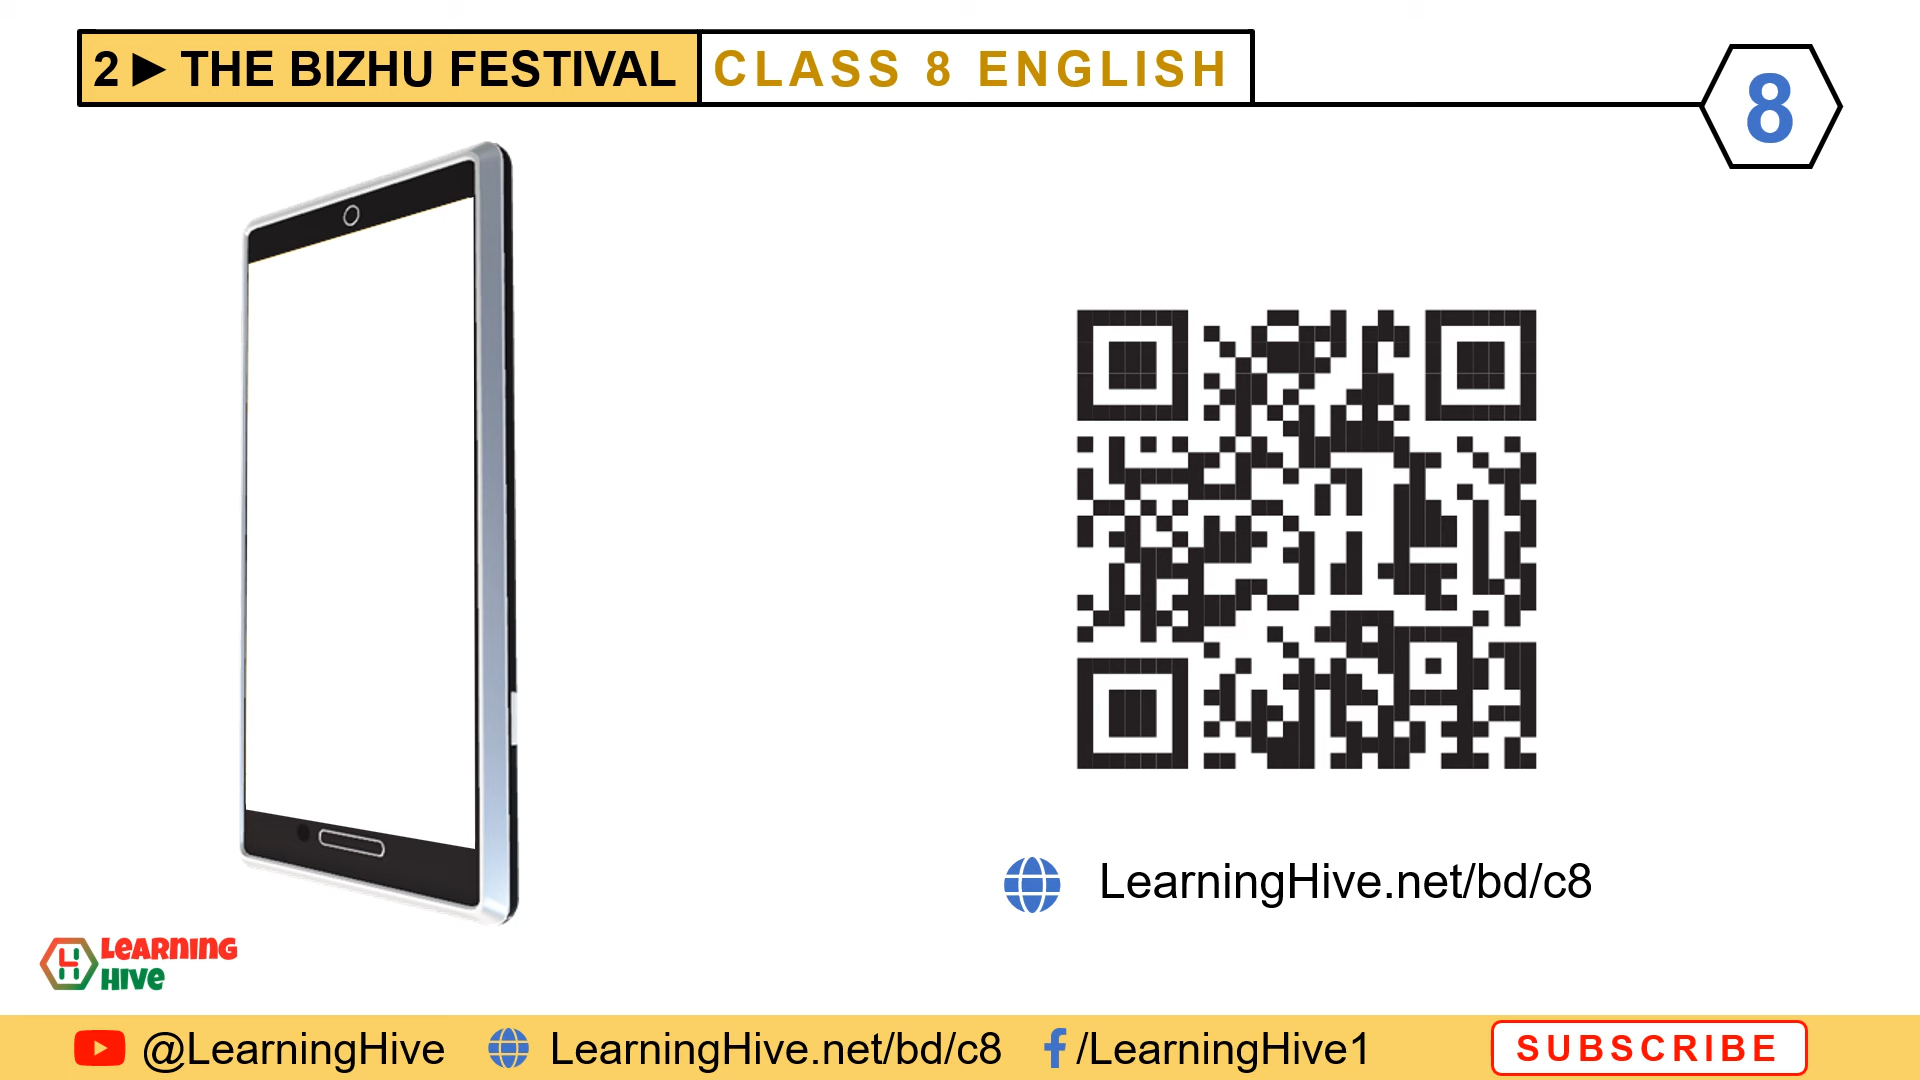 2 ► THE BIZHU FESTIVAL CLASS 8 ENGLISH
8
LearningHive.net/bd/c8
LEARNING
HIVE
@LearningHive LearningHive.net/bd/c8 /LearningHive1 SUBSCRIBE